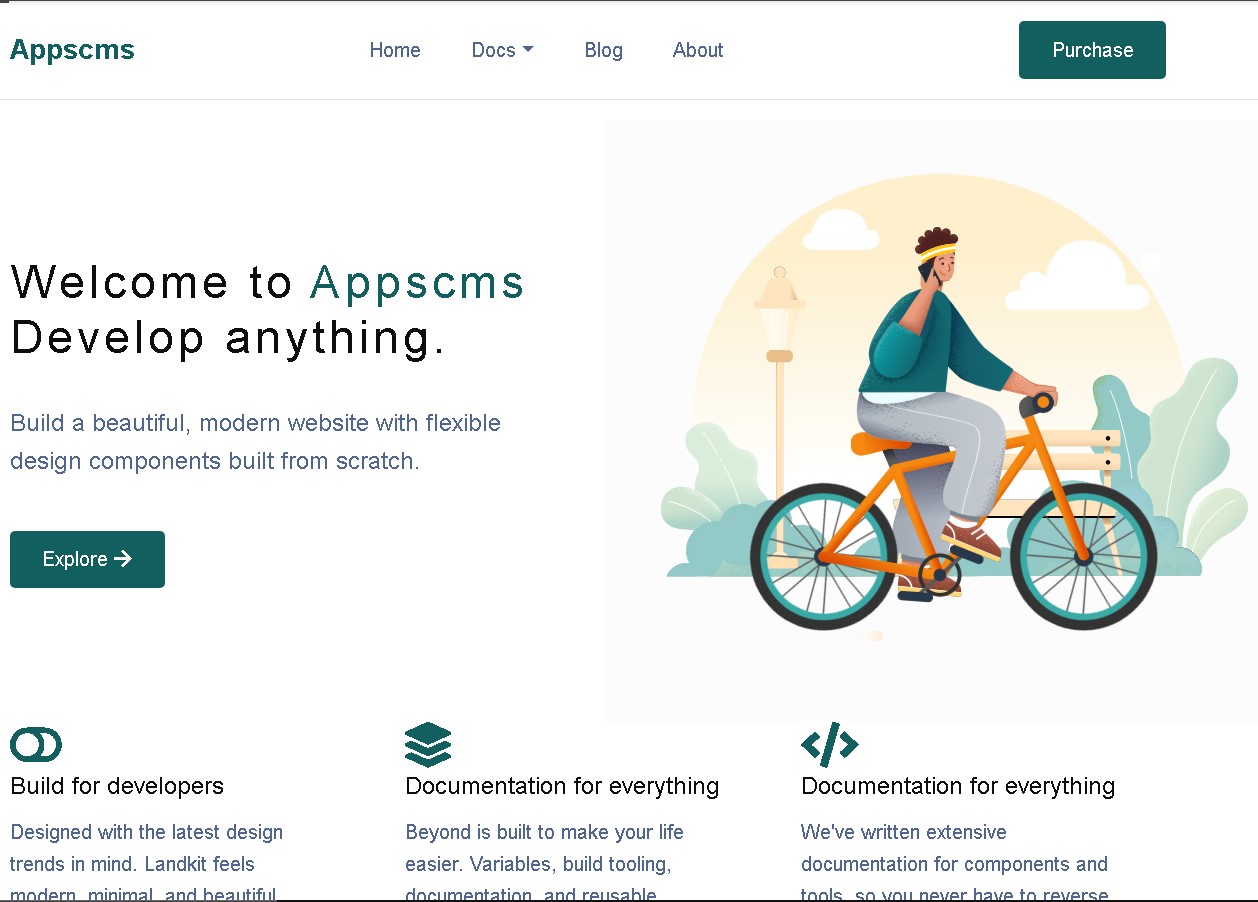 Appscms
Home Docs Blog About
Purchase
Welcome to Appscms
Develop anything.
Build a beautiful, modern website with flexible
design components built from scratch.
Explore
Build for developers
Designed with the latest design
trends in mind. Landkit feels
modern, minimal, and beautiful.
Documentation for everything
Beyond is built to make your life
easier. Variables, build tooling,
documentation, and reusable
Documentation for everything
We've written extensive
documentation for components and
tools, so you never have to reverse